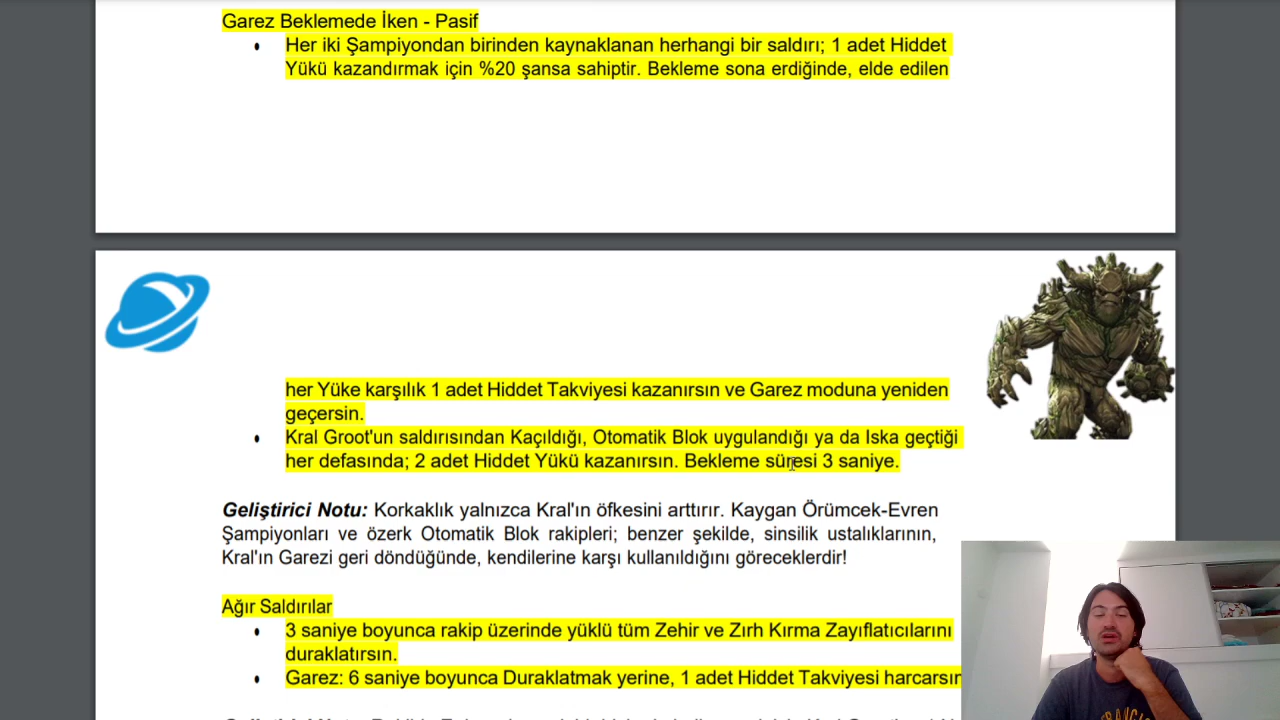 Garez Beklemede İken - Pasif
Her iki Şampiyondan birinden kaynaklanan herhangi bir saldırı; 1 adet Hiddet
Yükü kazandırmak için %20 şansa sahiptir. Bekleme sona erdiğinde, elde edilen
her Yüke karşılık 1 adet Hiddet Takviyesi kazanırsın ve Garez moduna yeniden
geçersin.
Kral Groot'un saldırısından Kaçıldığı, Otomatik Blok uygulandığı ya da Iska geçtiği
her defasında; 2 adet Hiddet Yükü kazanırsın. Bekleme süresi 3 saniye.
Geliştirici Notu: Korkaklık yalnızca Kral'ın öfkesini arttırır. Kaygan Örümcek-Evren
Şampiyonları ve özerk Otomatik Blok rakipleri; benzer şekilde, sinsilik ustalıklarının,
Kral'ın Garezi geri döndüğünde, kendilerine karşı kullanıldığını göreceklerdir!
Ağır Saldırılar
3 saniye boyunca rakip üzerinde yüklü tüm Zehir ve Zırh Kırma Zayıflatıcılarını
duraklatırsın.
Garez: 6 saniye boyunca Duraklatmak yerine, 1 adet Hiddet Takviyesi harcarsın